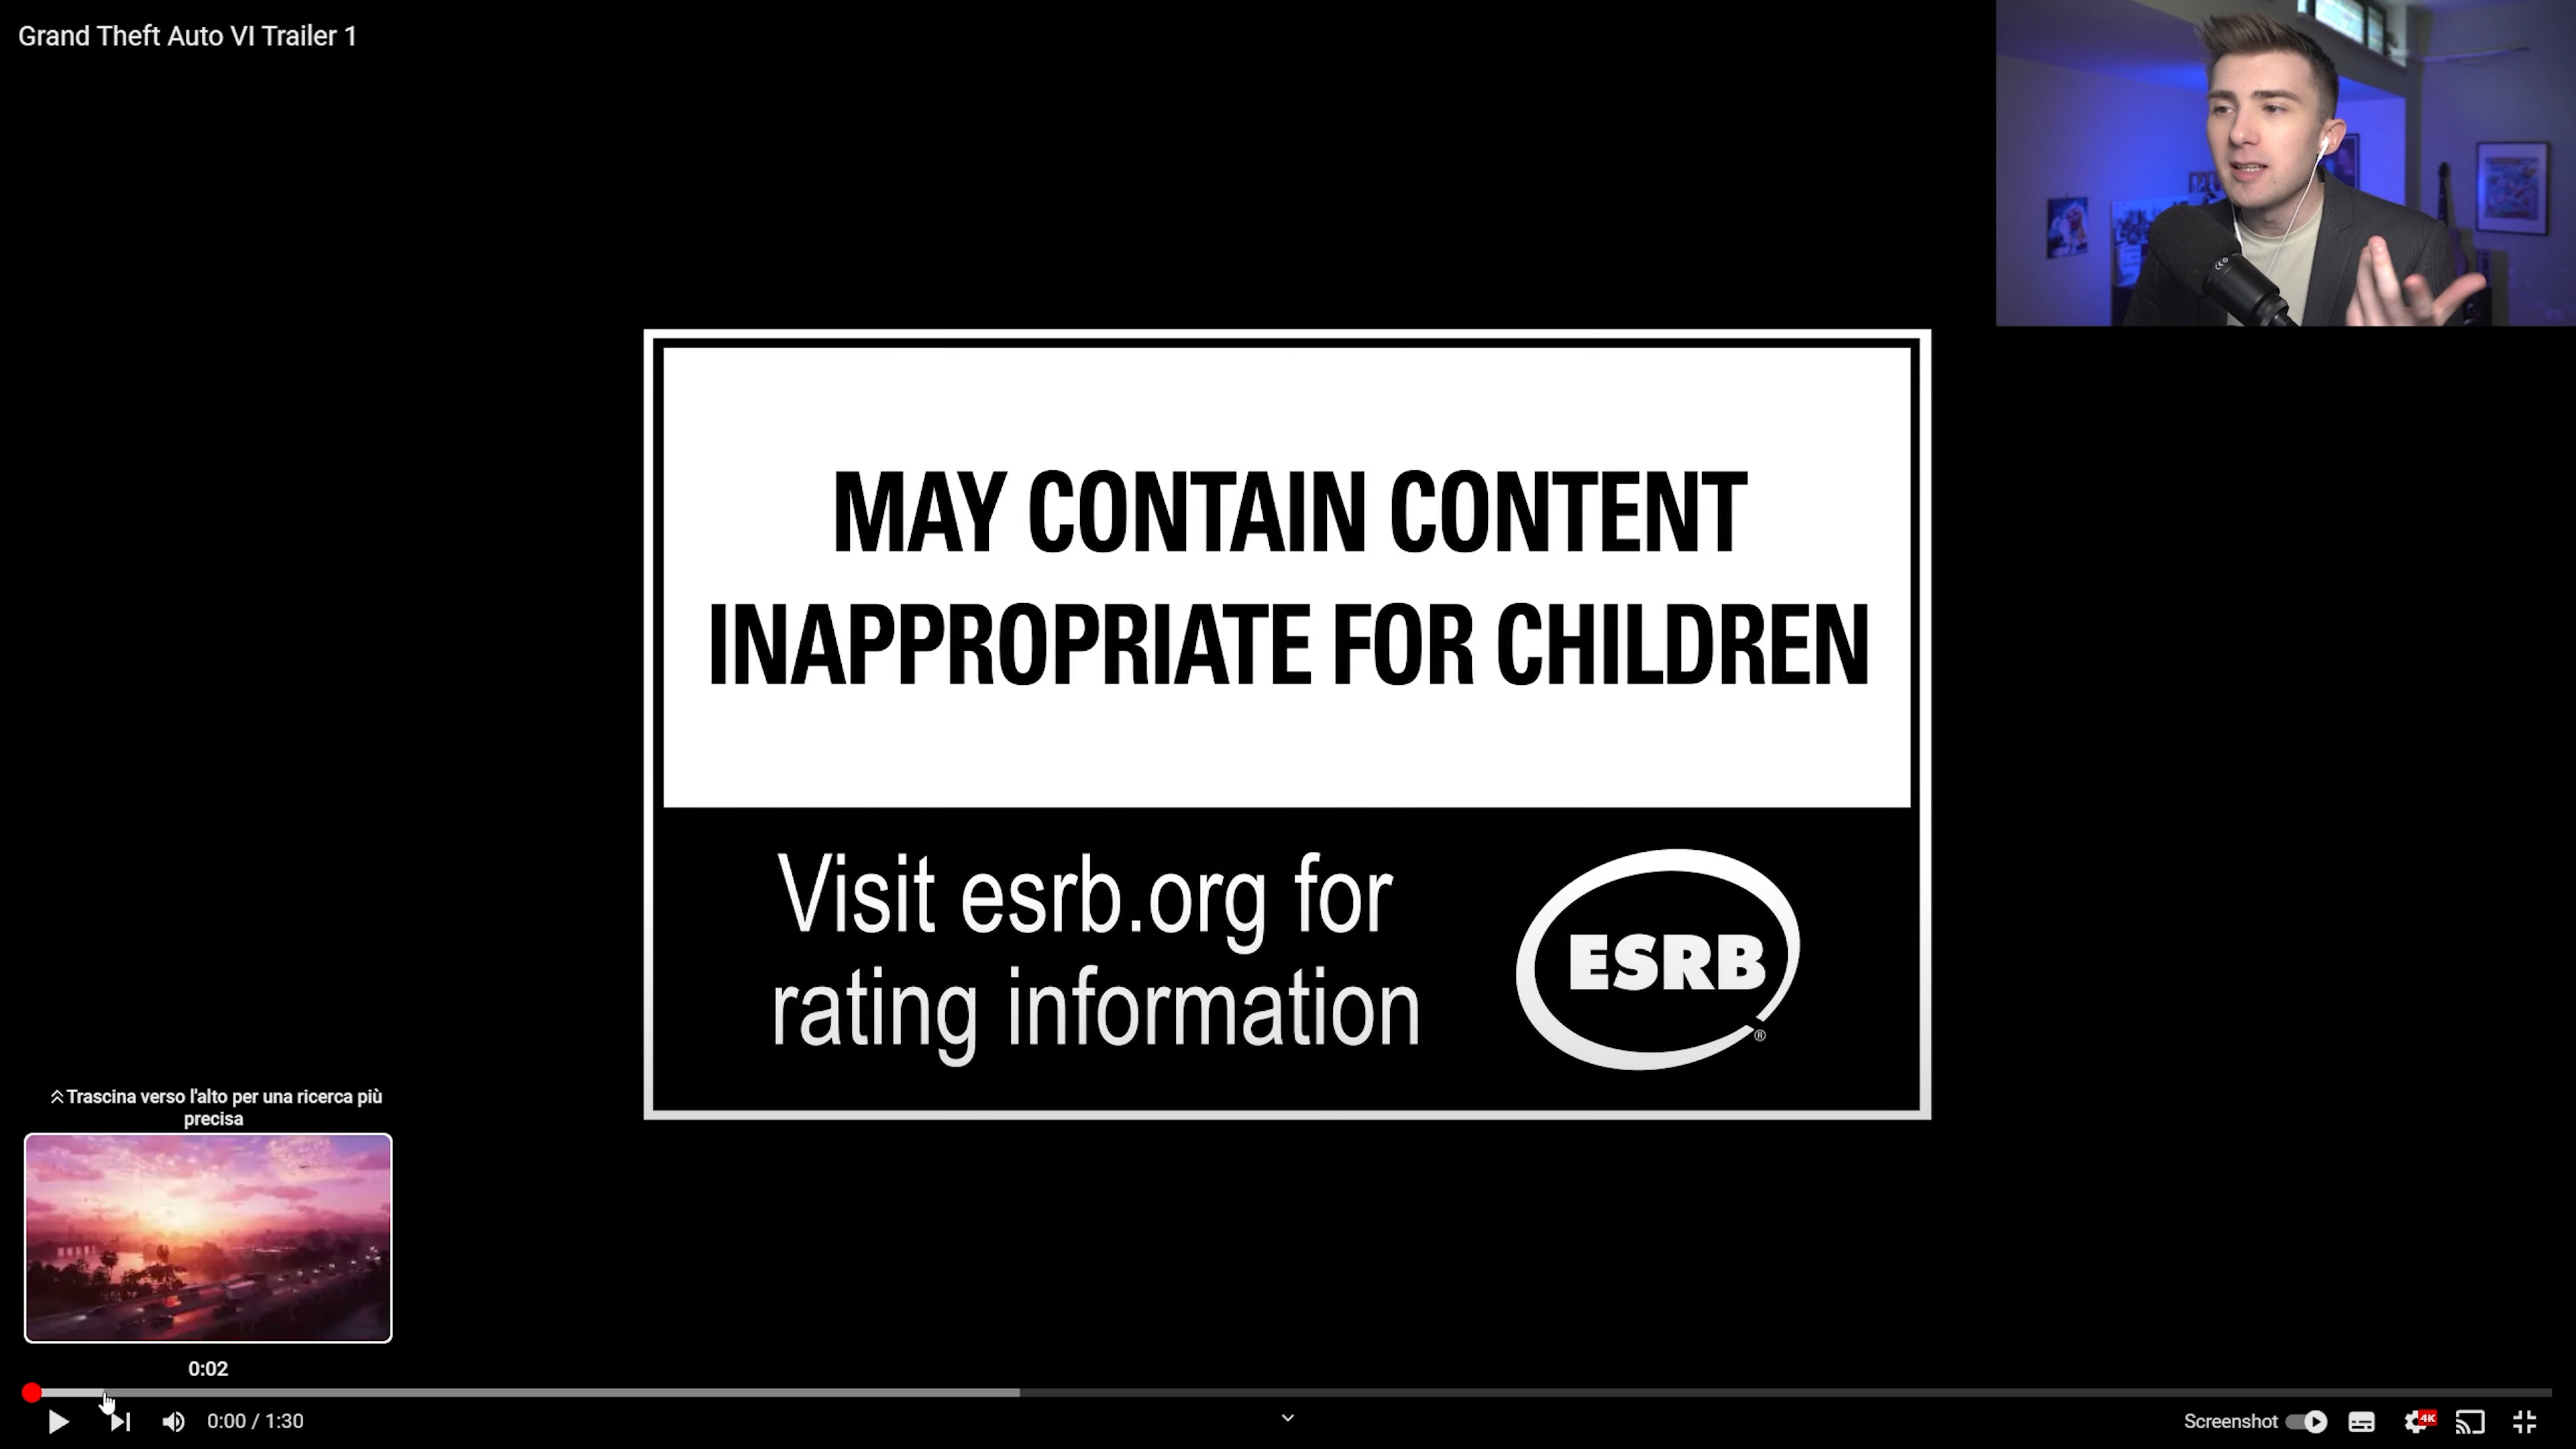 Grand Theft Auto VI Trailer 1
MAY CONTAIN CONTENT
INAPPROPRIATE FOR CHILDREN
Visit esrb.org for
rating information
ESRB
®
Trascina verso l'alto per una ricerca più
precisa
0:02
0:00 / 1:30
Screenshot
4K